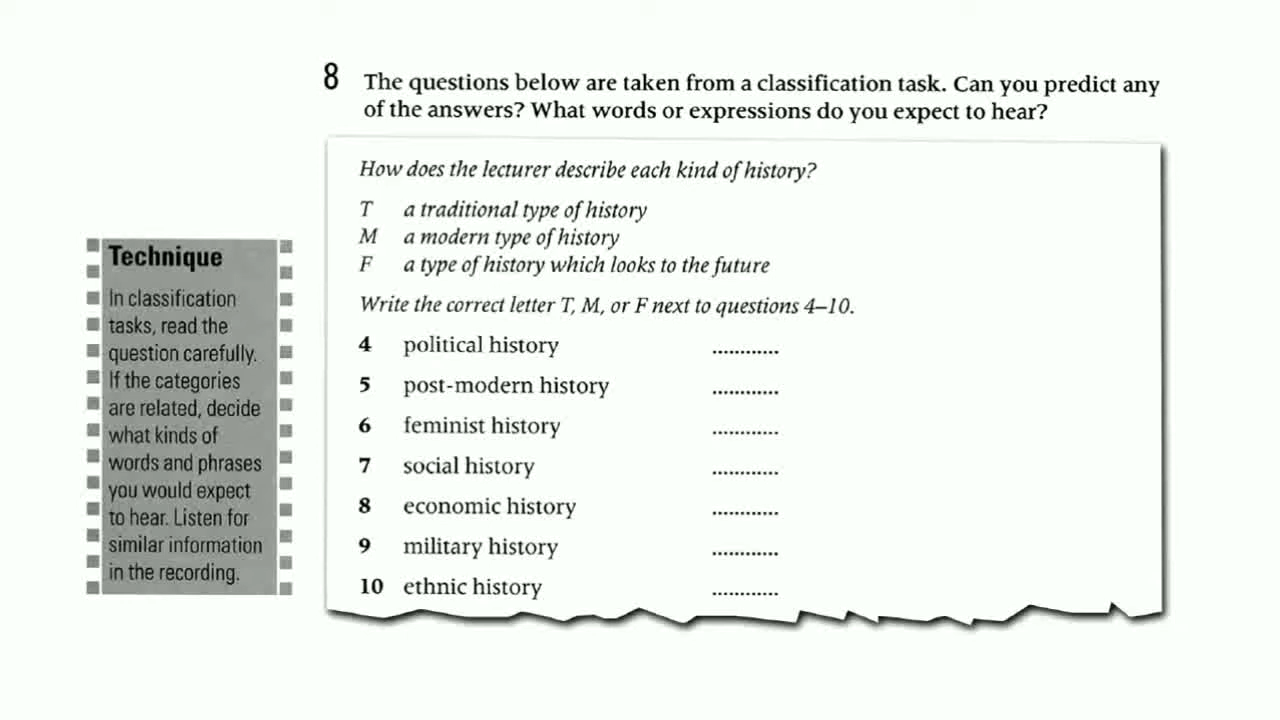 8 The questions below are taken from a classification task. Can you predict any
of the answers? What words or expressions do you expect to hear?
How does the lecturer describe each kind of history?
T a traditional type of history
M a modern type of history
F a type of history which looks to the future
Write the correct letter T, M, or F next to questions 4–10.
4 political history ............
5 post-modern history ............
6 feminist history ............
7 social history ............
8 economic history ............
9 military history ............
10 ethnic history ............
Technique
In classification
tasks, read the
question carefully.
If the categories
are related, decide
what kinds of
words and phrases
you would expect
to hear. Listen for
similar information
in the recording.